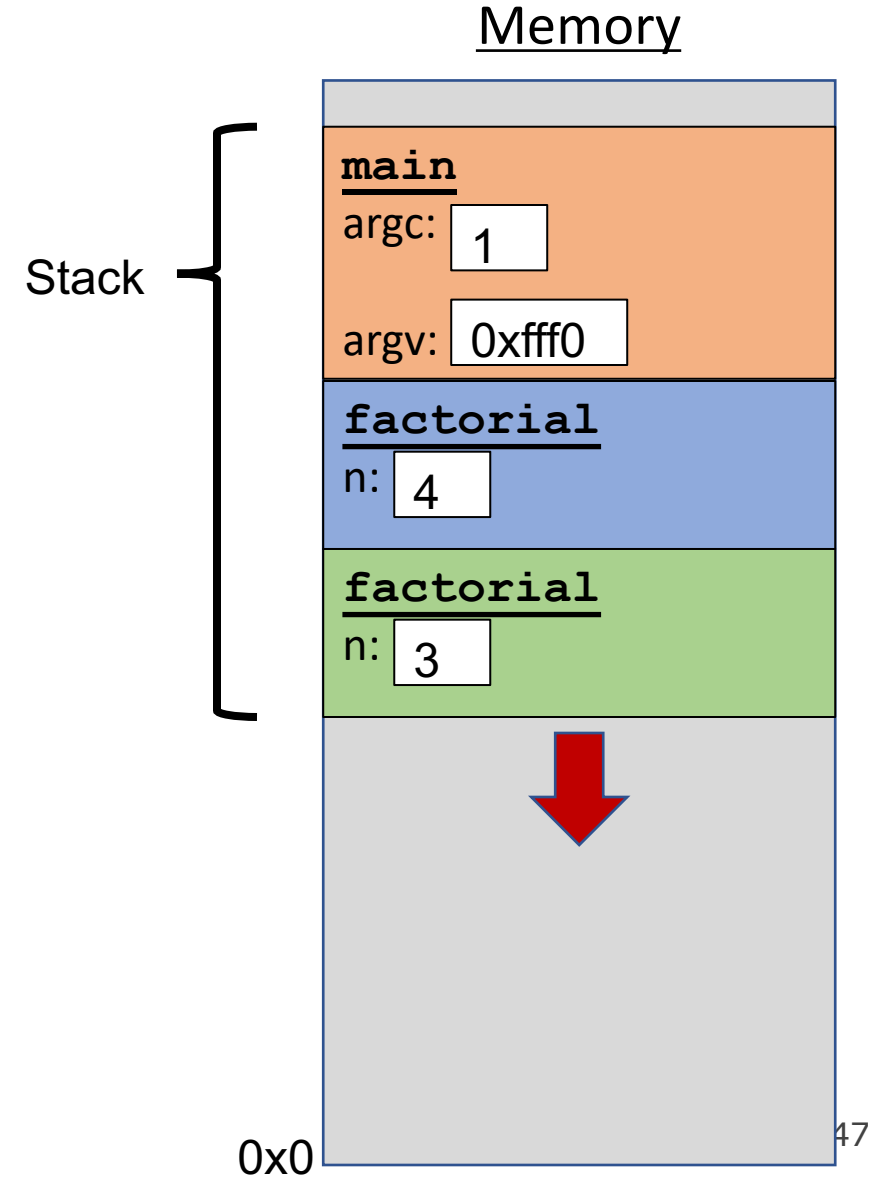 Memory
main
argc: 1
Stack
argv: 0xfff0
factorial
n: 4
factorial
n: 3
47
0x0